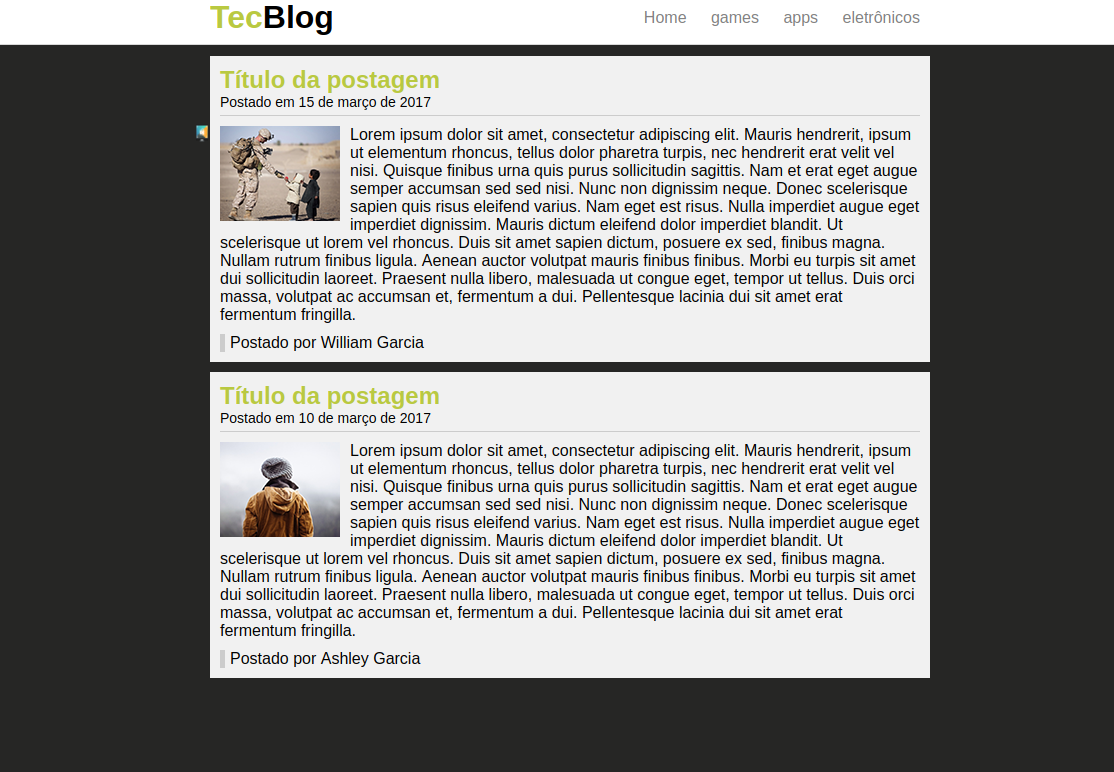 TecBlog
Home games apps eletrônicos
Título da postagem
Postado em 15 de março de 2017
Lorem ipsum dolor sit amet, consectetur adipiscing elit. Mauris hendrerit, ipsum
ut elementum rhoncus, tellus dolor pharetra turpis, nec hendrerit erat velit vel
nisi. Quisque finibus urna quis purus sollicitudin sagittis. Nam et erat eget augue
semper accumsan sed sed nisi. Nunc non dignissim neque. Donec scelerisque
sapien quis risus eleifend varius. Nam eget est risus. Nulla imperdiet augue eget
imperdiet dignissim. Mauris dictum eleifend dolor imperdiet blandit. Ut
scelerisque ut lorem vel rhoncus. Duis sit amet sapien dictum, posuere ex sed, finibus magna.
Nullam rutrum finibus ligula. Aenean auctor volutpat mauris finibus finibus. Morbi eu turpis sit amet
dui sollicitudin laoreet. Praesent nulla libero, malesuada ut congue eget, tempor ut tellus. Duis orci
massa, volutpat ac accumsan et, fermentum a dui. Pellentesque lacinia dui sit amet erat
fermentum fringilla.
Postado por William Garcia
Título da postagem
Postado em 10 de março de 2017
Lorem ipsum dolor sit amet, consectetur adipiscing elit. Mauris hendrerit, ipsum
ut elementum rhoncus, tellus dolor pharetra turpis, nec hendrerit erat velit vel
nisi. Quisque finibus urna quis purus sollicitudin sagittis. Nam et erat eget augue
semper accumsan sed sed nisi. Nunc non dignissim neque. Donec scelerisque
sapien quis risus eleifend varius. Nam eget est risus. Nulla imperdiet augue eget
imperdiet dignissim. Mauris dictum eleifend dolor imperdiet blandit. Ut
scelerisque ut lorem vel rhoncus. Duis sit amet sapien dictum, posuere ex sed, finibus magna.
Nullam rutrum finibus ligula. Aenean auctor volutpat mauris finibus finibus. Morbi eu turpis sit amet
dui sollicitudin laoreet. Praesent nulla libero, malesuada ut congue eget, tempor ut tellus. Duis orci
massa, volutpat ac accumsan et, fermentum a dui. Pellentesque lacinia dui sit amet erat
fermentum fringilla.
Postado por Ashley Garcia